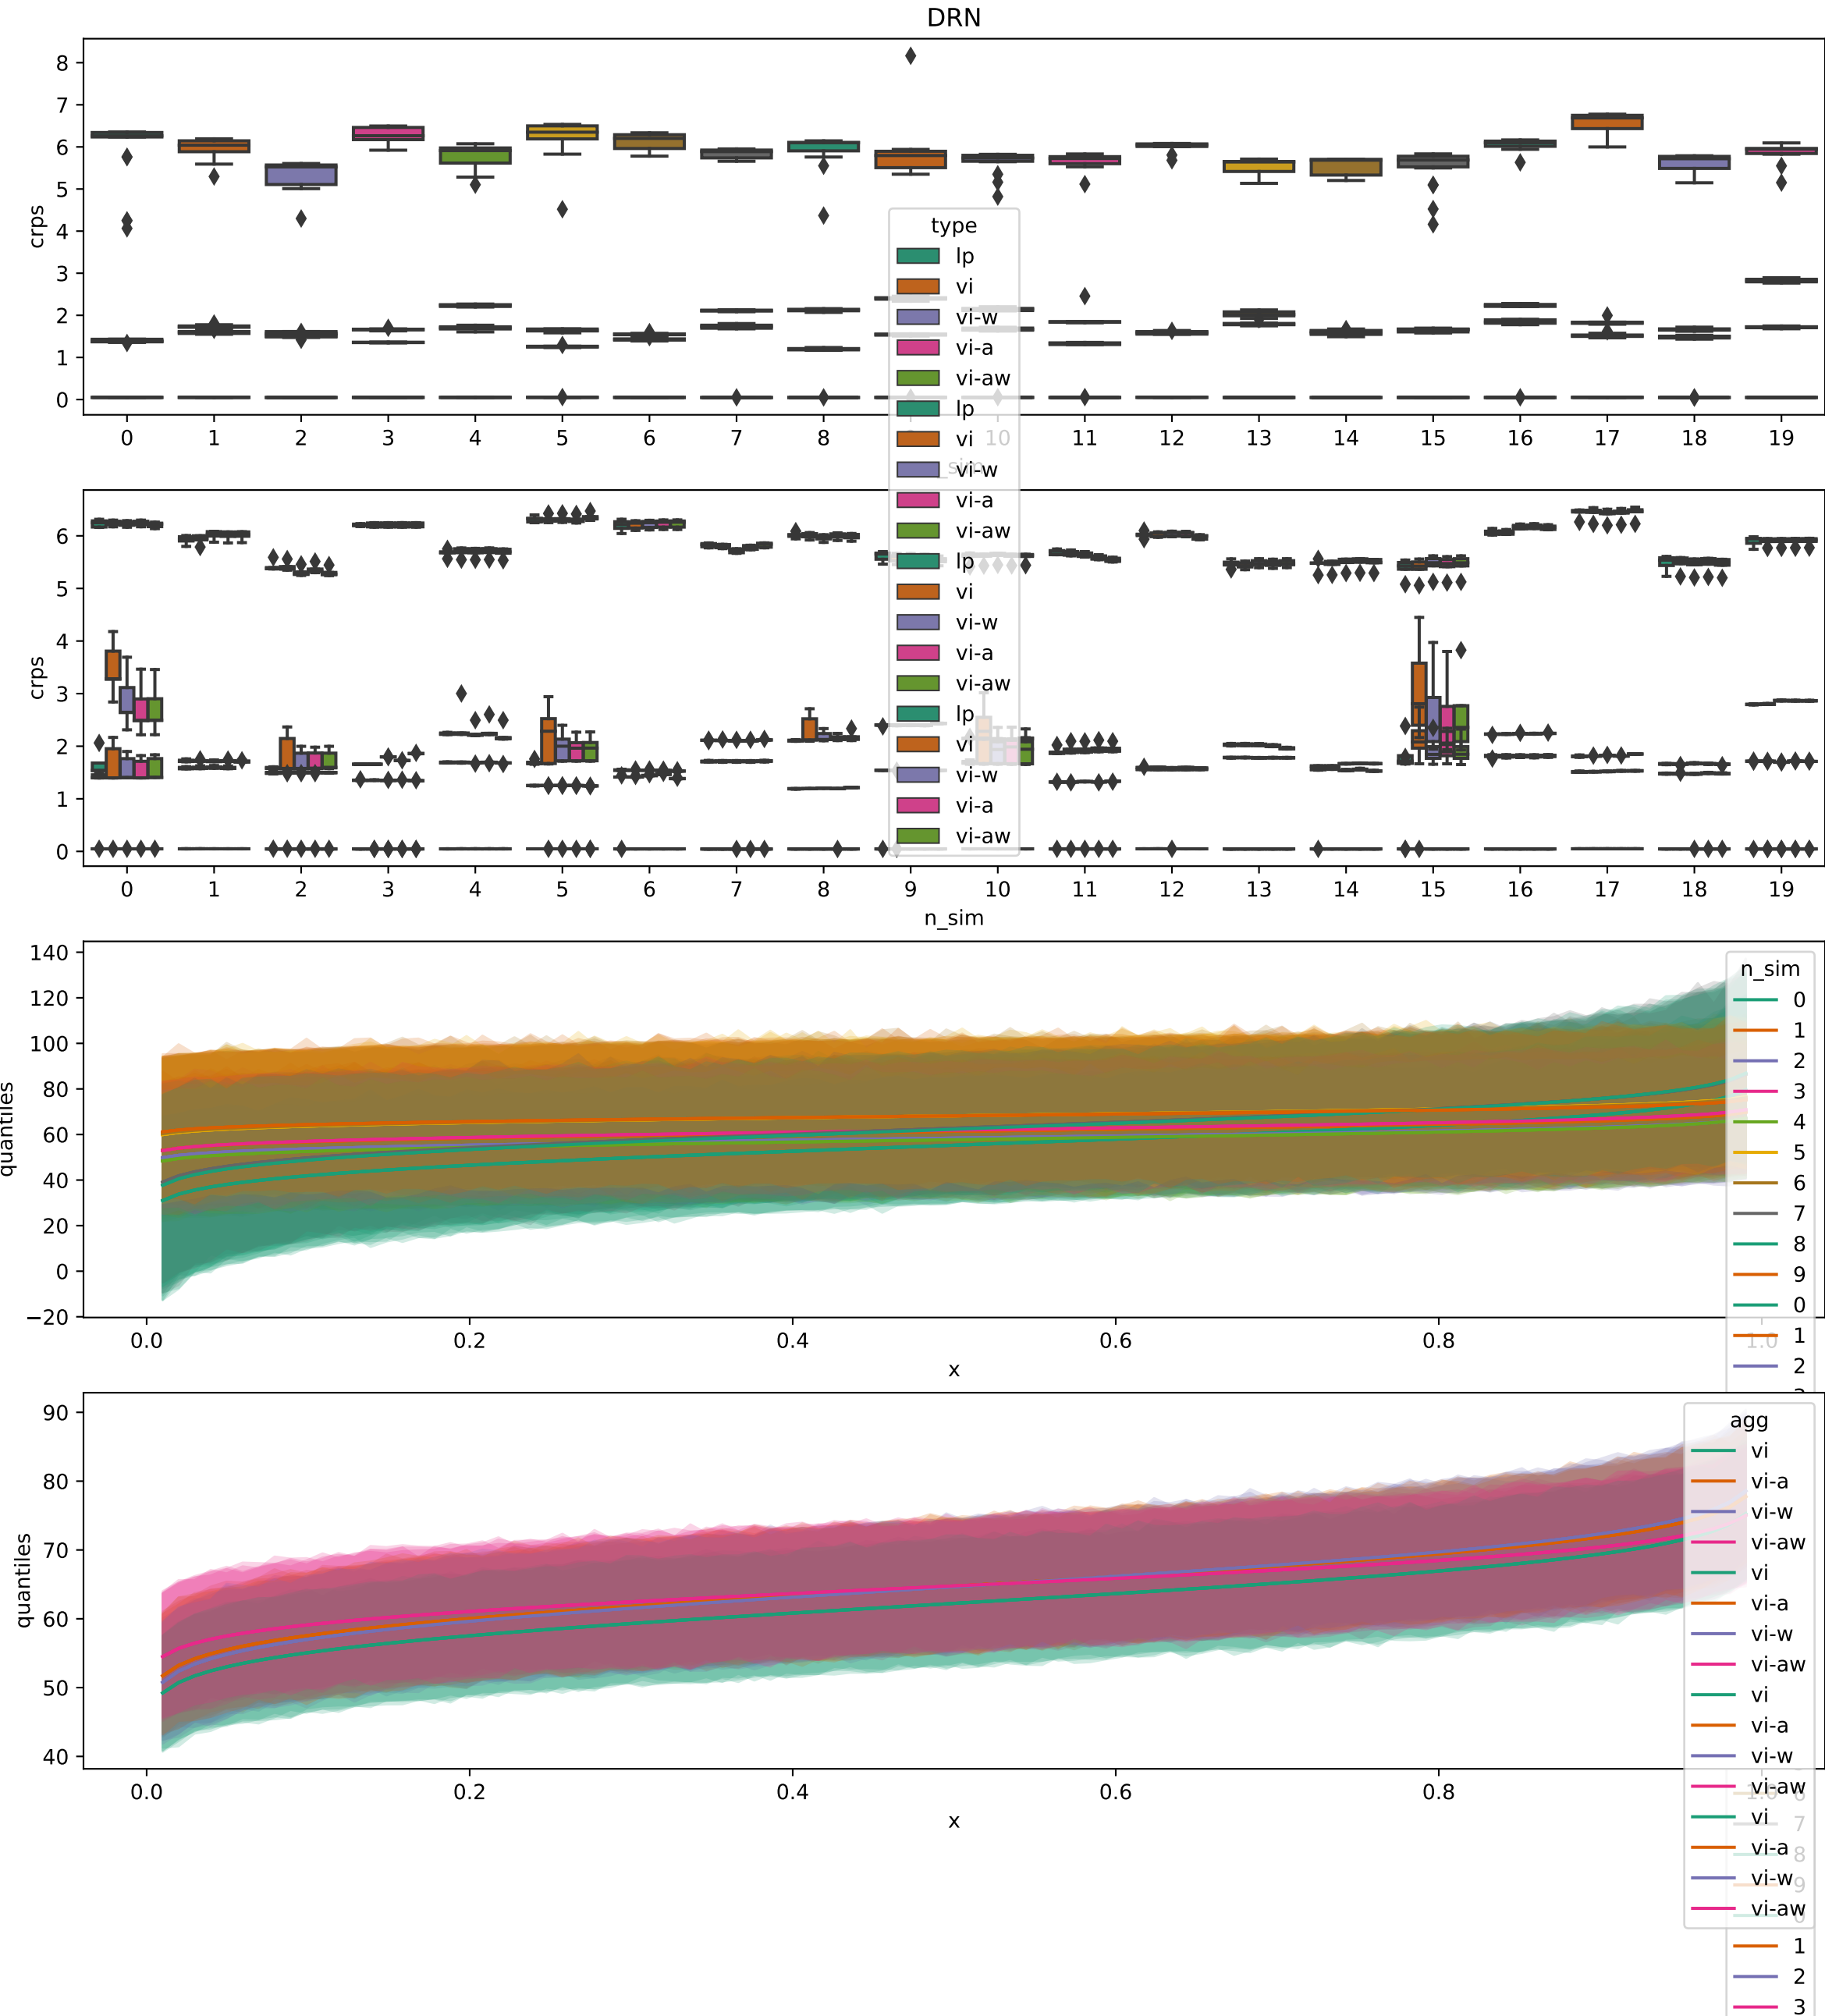 DRN
8
7
6
5
4
3
2
1
0
crps
0 1 2 3 4 5 6 7 8 10 11 12 13 14 15 16 17 18 19
type
lp
vi
vi-w
vi-a
vi-aw
lp
vi
vi-w
vi-a
vi-aw
lp
vi
vi-w
vi-a
vi-aw
lp
vi
vi-w
vi-a
vi-aw
6
5
4
3
2
1
0
crps
0 1 2 3 4 5 6 7 8 9 10 11 12 13 14 15 16 17 18 19
n_sim
140
120
100
80
60
40
20
0
−20
quantiles
0.0 0.2 0.4 0.6 0.8 1.0
x
n_sim
0
1
2
3
4
5
6
7
8
9
0
1
2
90
80
70
60
50
40
quantiles
0.0 0.2 0.4 0.6 0.8
x
agg
vi
vi-a
vi-w
vi-aw
vi
vi-a
vi-w
vi-aw
vi
vi-a
vi-w
vi-aw
vi
vi-a
vi-w
vi-aw
7
8
9
1
2
3